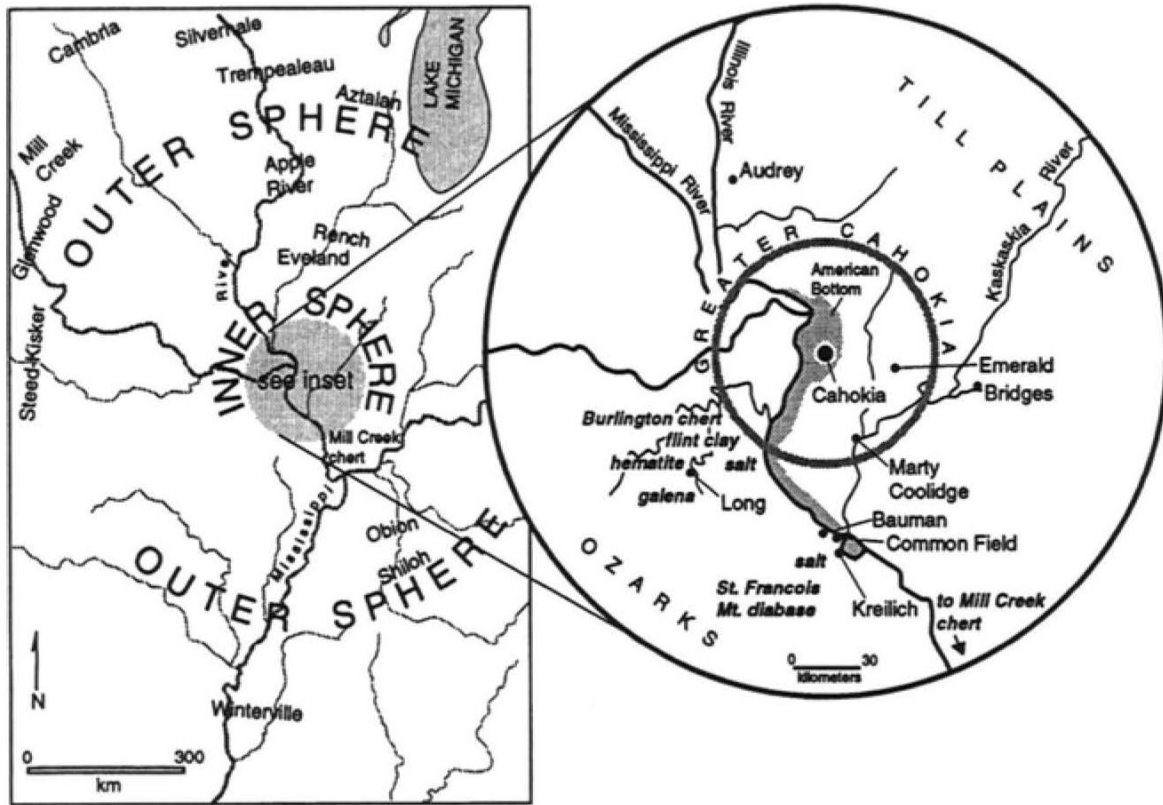 Cambria
Silvernale
Trempealeau
Aztalan
LAKE MICHIGAN
OUTER SPHERE
Mill Creek
Apple
River
Glenwood
Rench
Eveland
River
INNER SPHERE
see inset
Steed-Kisker
Mill Creek
chert
Mississippi
Obion
Shiloh
OUTER SPHERE
N
Winterville
0 300
km
Illinois River
Mississippi River
Audrey
TILL PLAINS
Kaskaskia River
GREATER CAHOKIA
American
Bottom
Cahokia
Emerald
Bridges
Burlington chert
flint clay
hematite
salt
galena
Long
Marty
Coolidge
Bauman
Common Field
salt
OZARKS
St. Francois
Mt. diabase
Kreilich
to Mill Creek
chert
0 30
kilometers